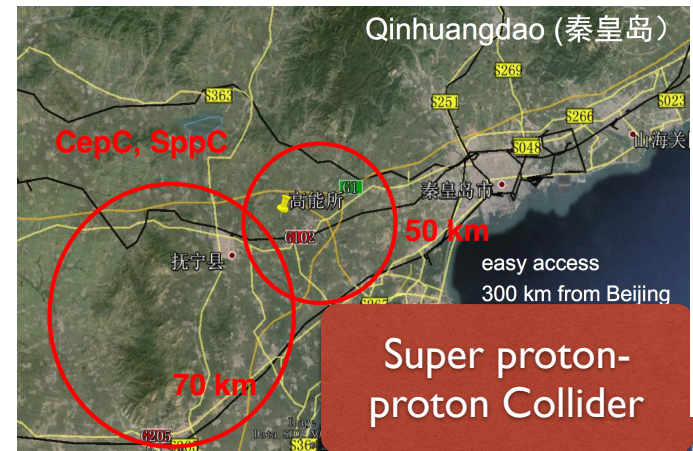 Qinhuangdao (秦皇岛）
S269
S363
S251
S023
S266
CepC, SppC
山海关
S048
G1
秦皇岛市
高能所
50 km
G102
抚宁县
easy access
300 km from Beijing
Super proton-
proton Collider
70 km
G205